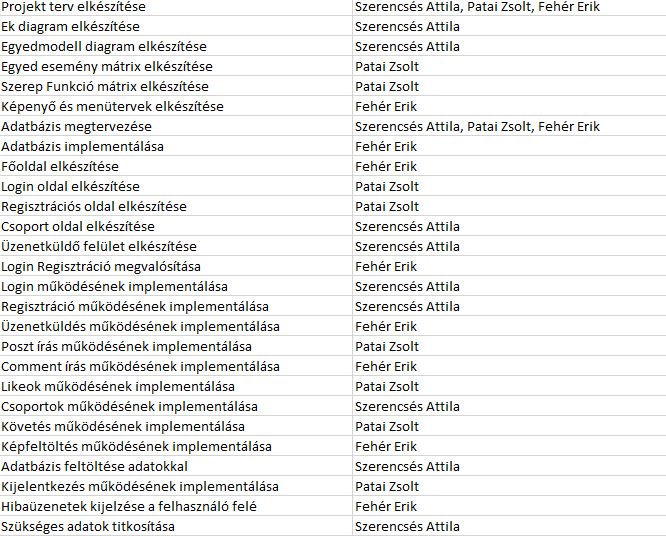 Projekt terv elkészítése Szerencsés Attila, Patai Zsolt, Fehér Erik
Ek diagram elkészítése Szerencsés Attila
Egyedmodell diagram elkészítése Szerencsés Attila
Egyed esemény mátrix elkészítése Patai Zsolt
Szerep Funkció mátrix elkészítése Patai Zsolt
Képenyő és menütervek elkészítése Fehér Erik
Adatbázis megtervezése Szerencsés Attila, Patai Zsolt, Fehér Erik
Adatbázis implementálása Fehér Erik
Főoldal elkészítése Fehér Erik
Login oldal elkészítése Patai Zsolt
Regisztrációs oldal elkészítése Patai Zsolt
Csoport oldal elkészítése Szerencsés Attila
Üzenetküldő felület elkészítése Szerencsés Attila
Login Regisztráció megvalósítása Fehér Erik
Login működésének implementálása Szerencsés Attila
Regisztráció működésének implementálása Szerencsés Attila
Üzenetküldés működésének implementálása Fehér Erik
Poszt írás működésének implementálása Patai Zsolt
Comment írás működésének implementálása Fehér Erik
Likeok működésének implementálása Patai Zsolt
Csoportok működésének implementálása Szerencsés Attila
Követés működésének implementálása Patai Zsolt
Képfeltöltés működésének implementálása Fehér Erik
Adatbázis feltöltése adatokkal Szerencsés Attila
Kijelentkezés működésének implementálása Patai Zsolt
Hibaüzenetek kijelzése a felhasználó felé Fehér Erik
Szükséges adatok titkosítása Szerencsés Attila